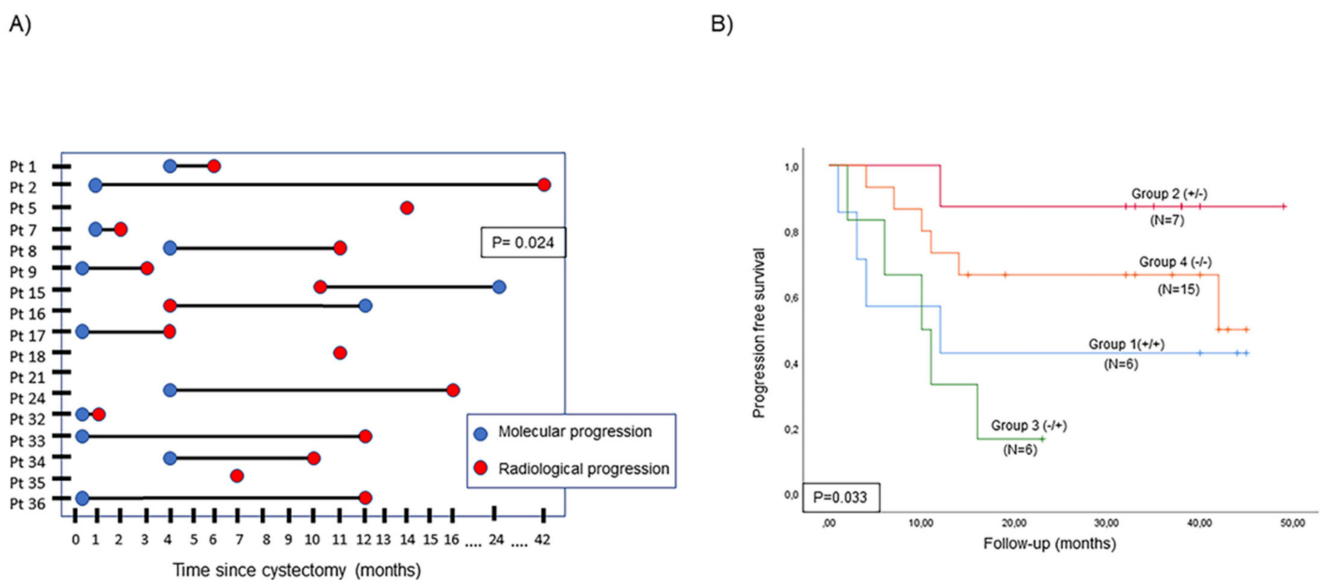 A)
Pt 1
Pt 2
Pt 5
Pt 7
Pt 8
Pt 9
Pt 15
Pt 16
Pt 17
Pt 18
Pt 21
Pt 24
Pt 32
Pt 33
Pt 34
Pt 35
Pt 36
P= 0.024
Molecular progression
Radiological progression
0 1 2 3 4 5 6 7 8 9 10 11 12 13 14 15 16 .... 24 .... 42
Time since cystectomy (months)
B)
Progression free survival
1,0
0,8
0,6
0,4
0,2
0,0
Group 2 (+/-)
(N=7)
Group 4 (-/-)
(N=15)
Group 1(+/+)
(N=6)
Group 3 (-/+)
(N=6)
P=0.033
,00 10,00 20,00 30,00 40,00 50,00
Follow-up (months)